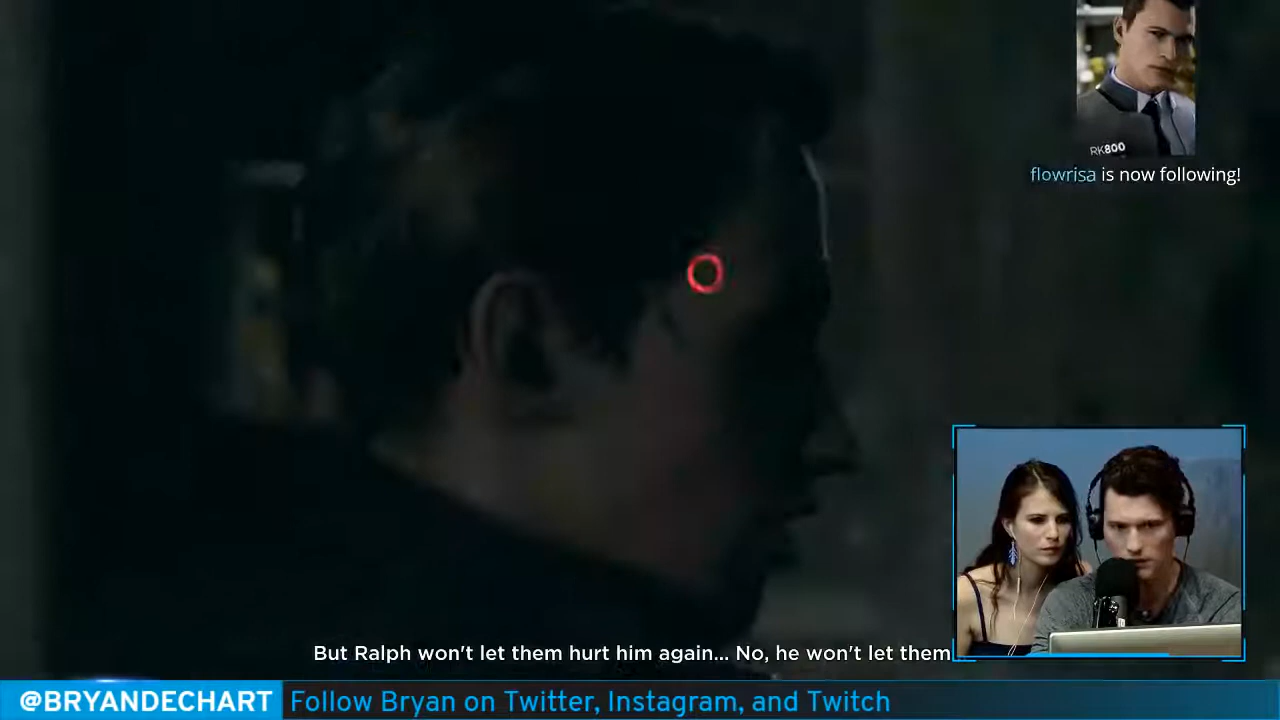 RK800
flowrisa is now following!
But Ralph won't let them hurt him again... No, he won't let them
@BRYANDECHART
Follow Bryan on Twitter, Instagram, and Twitch